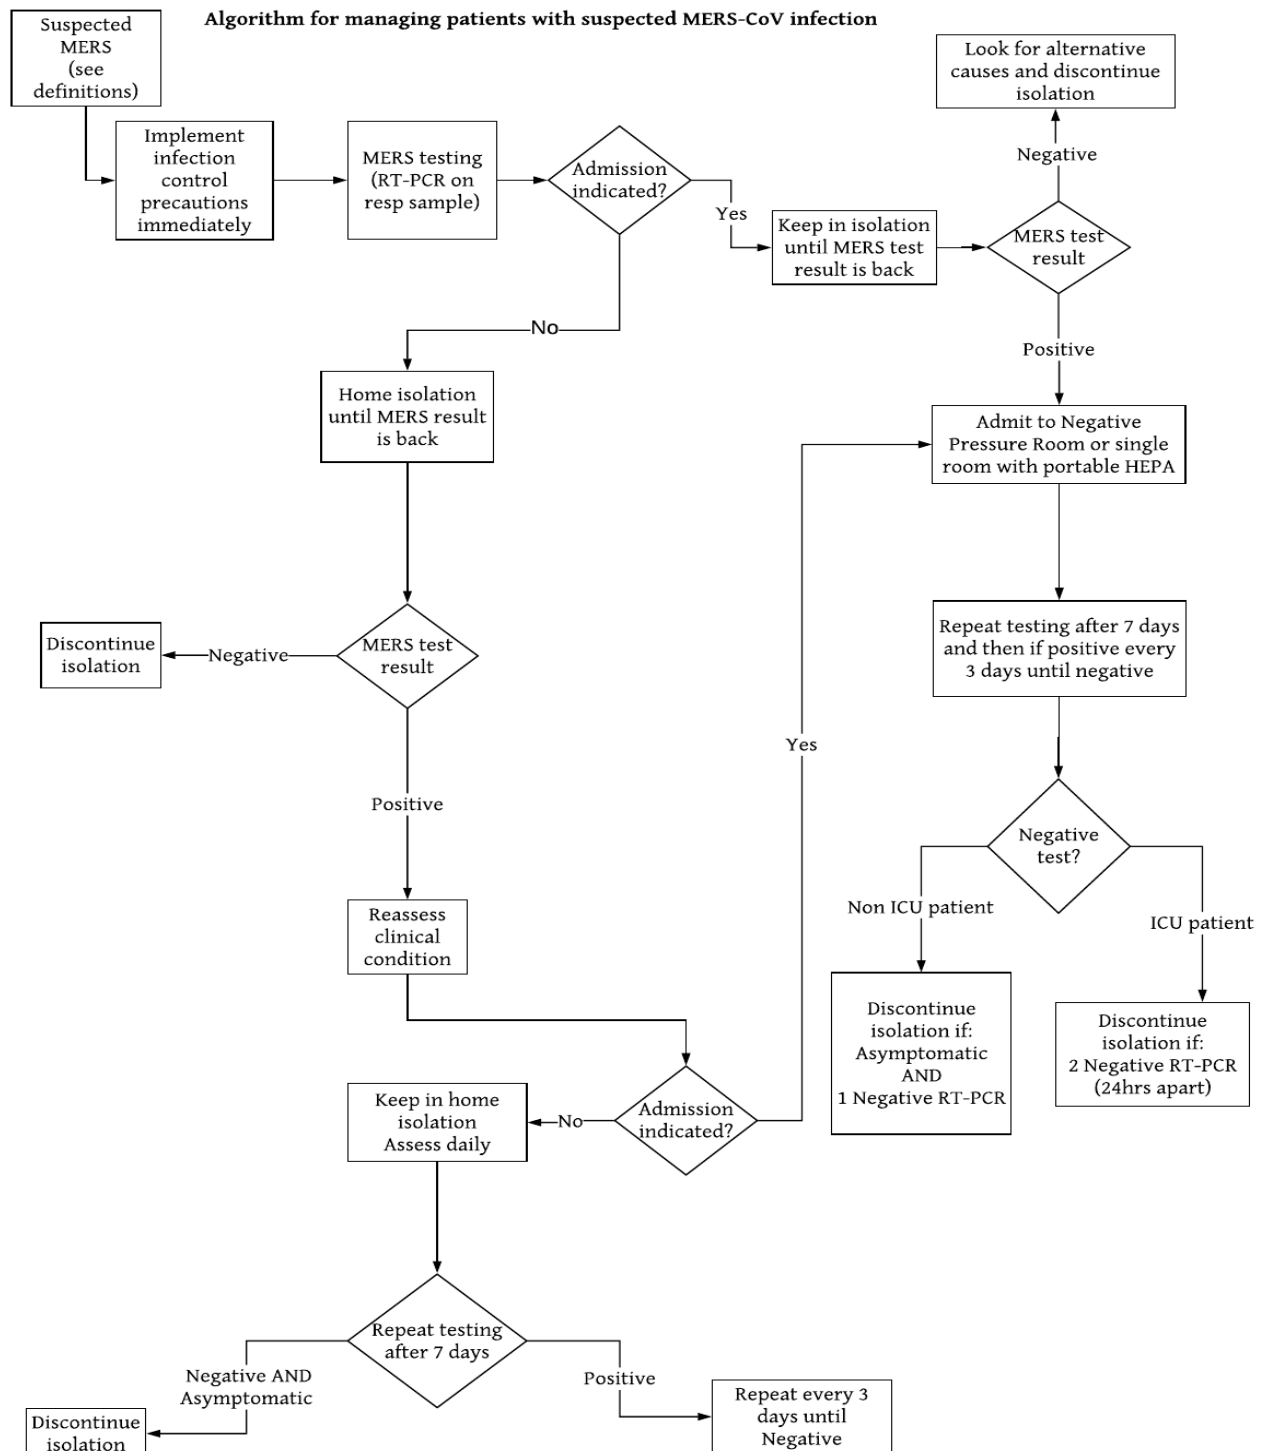 Algorithm for managing patients with suspected MERS-CoV infection
Suspected
MERS
(see
definitions)
Implement
infection
control
precautions
immediately
MERS testing
(RT-PCR on
resp sample)
Admission
indicated?
Yes
Keep in isolation
until MERS test
result is back
MERS test
result
Negative
Look for alternative
causes and discontinue
isolation
Positive
No
Home isolation
until MERS result
is back
Admit to Negative
Pressure Room or single
room with portable HEPA
MERS test
result
Negative
Discontinue
isolation
Repeat testing after 7 days
and then if positive every
3 days until negative
Yes
Positive
Negative
test?
Non ICU patient
ICU patient
Reassess
clinical
condition
Discontinue
isolation if:
Asymptomatic
AND
1 Negative RT-PCR
Discontinue
isolation if:
2 Negative RT-PCR
(24hrs apart)
Admission
indicated?
No
Keep in home
isolation
Assess daily
Repeat testing
after 7 days
Negative AND
Asymptomatic
Discontinue
isolation
Positive
Repeat every 3
days until
Negative